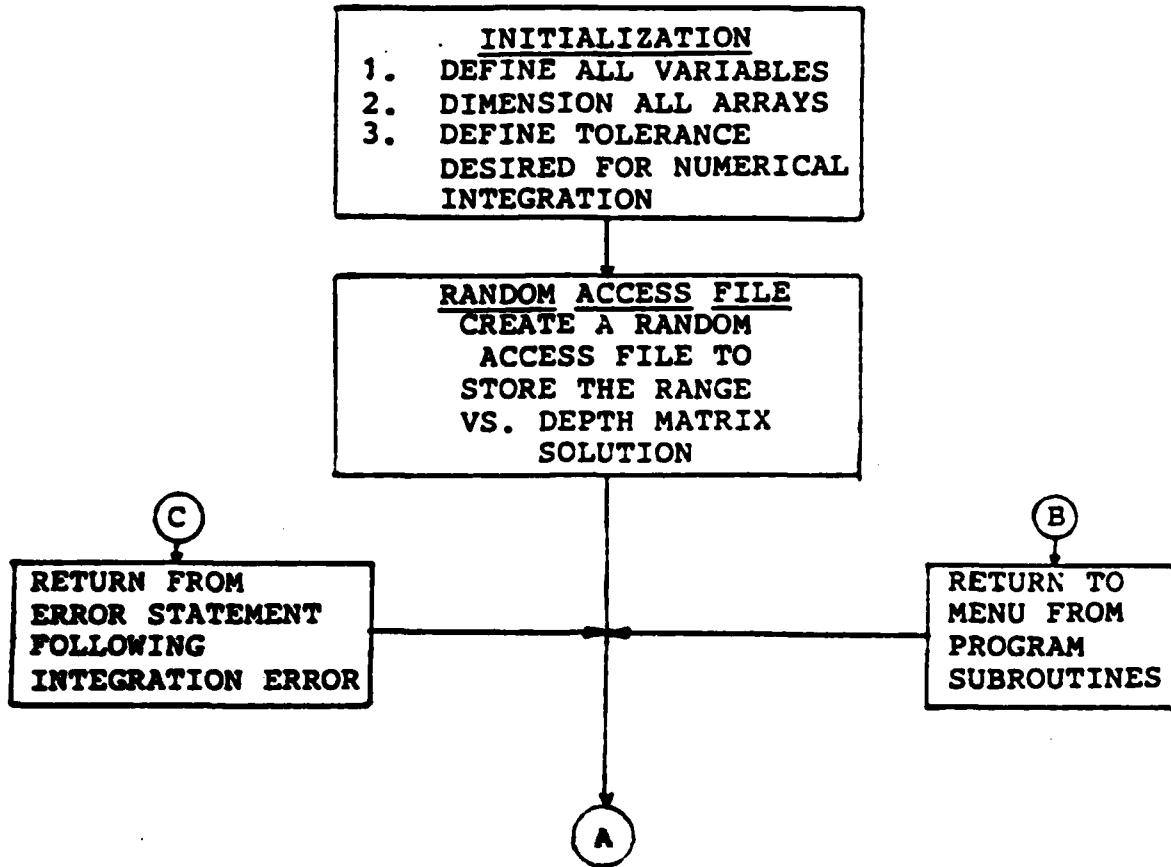 INITIALIZATION
1. DEFINE ALL VARIABLES
2. DIMENSION ALL ARRAYS
3. DEFINE TOLERANCE
DESIRED FOR NUMERICAL
INTEGRATION
RANDOM ACCESS FILE
CREATE A RANDOM
ACCESS FILE TO
STORE THE RANGE
VS. DEPTH MATRIX
SOLUTION
C
RETURN FROM
ERROR STATEMENT
FOLLOWING
INTEGRATION ERROR
B
RETURN TO
MENU FROM
PROGRAM
SUBROUTINES
A